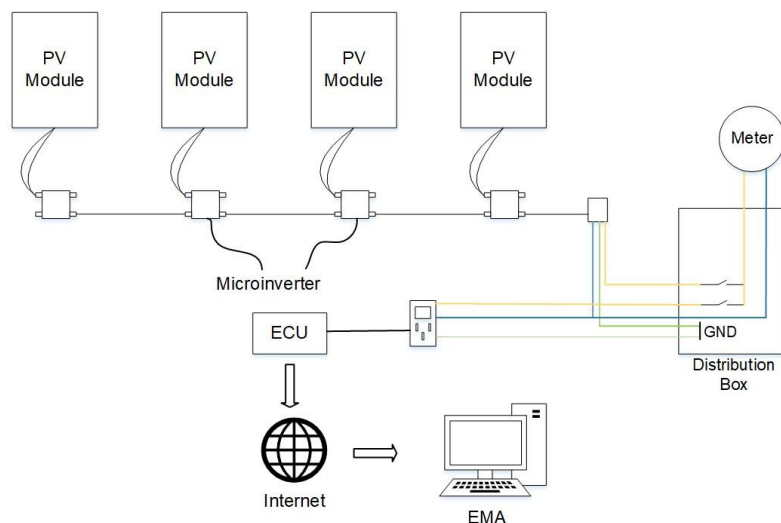 PV
Module
PV
Module
PV
Module
PV
Module
Meter
Microinverter
ECU
GND
Distribution
Box
Internet
EMA